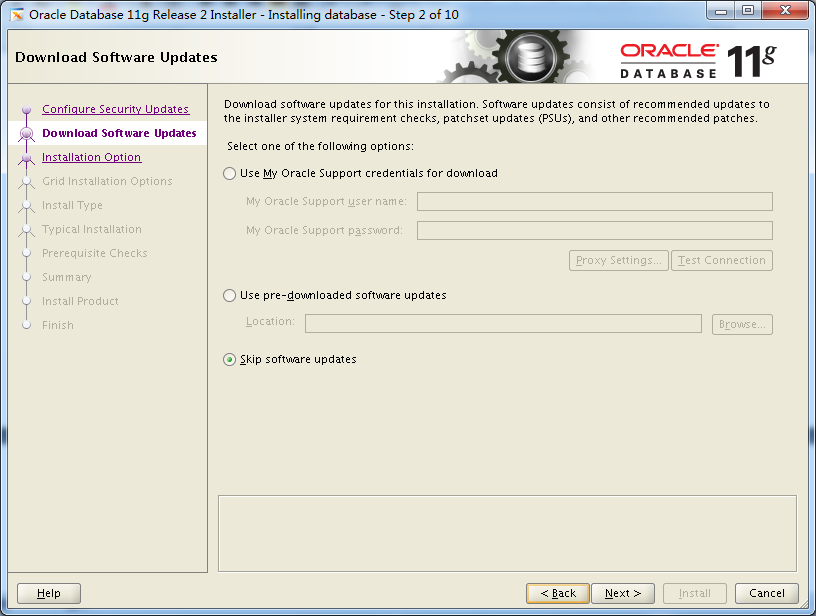 Oracle Database 11g Release 2 Installer - Installing database - Step 2 of 10
Download Software Updates
ORACLE
DATABASE 11g
Configure Security Updates
Download Software Updates
Installation Option
Grid Installation Options
Install Type
Typical Installation
Prerequisite Checks
Summary
Install Product
Finish
Download software updates for this installation. Software updates consist of recommended updates to
the installer system requirement checks, patchset updates (PSUs), and other recommended patches.
Select one of the following options:
Use My Oracle Support credentials for download
My Oracle Support user name:
My Oracle Support password:
Proxy Settings... Test Connection
Use pre-downloaded software updates
Location: Browse...
Skip software updates
Help < Back Next > Install Cancel